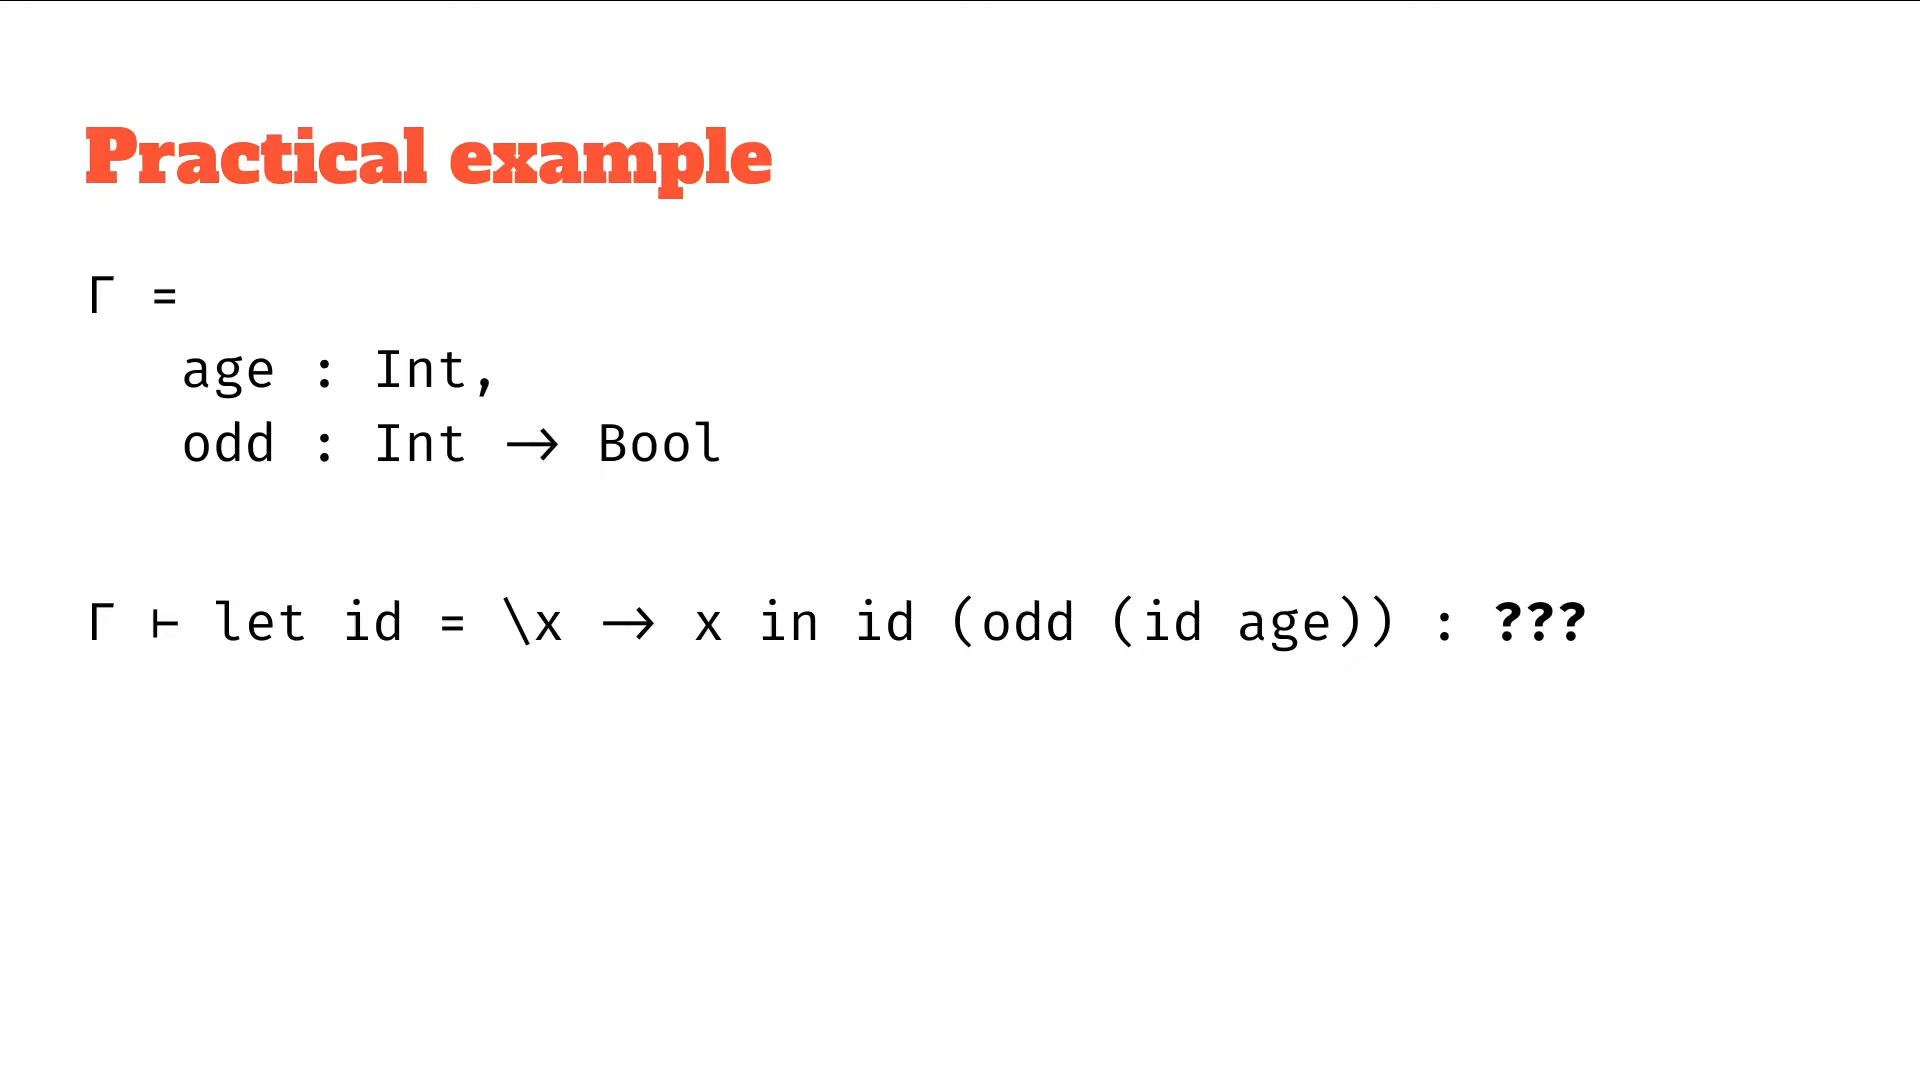 Practical example
Γ =
age : Int,
odd : Int → Bool
Γ ⊢ let id = \x → x in id (odd (id age)) : ???